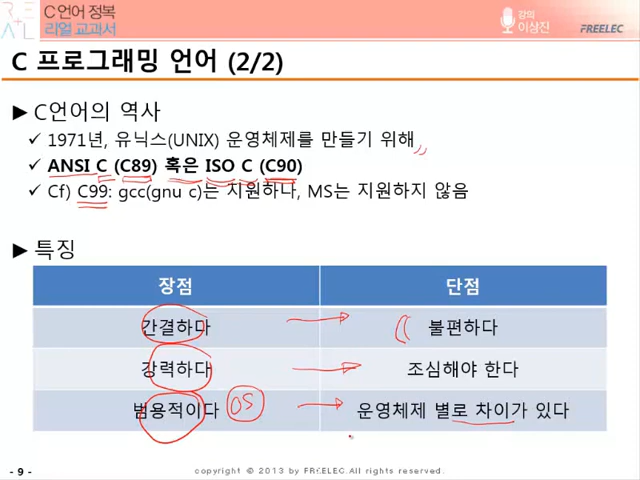 RE
AL
C언어 정복
리얼 교과서
강의
이상진
FREELEC
C 프로그래밍 언어 (2/2)
▶ C언어의 역사
✓ 1971년, 유닉스(UNIX) 운영체제를 만들기 위해
✓ ANSI C (C89) 혹은 ISO C (C90)
✓ Cf) C99: gcc(gnu c)는 지원하나, MS는 지원하지 않음
▶ 특징
장점 단점
간결하다 불편하다
강력하다 조심해야 한다
범용적이다 OS 운영체제 별로 차이가 있다
- 9 -
copyright © 2013 by FREELEC.All rights reserved.